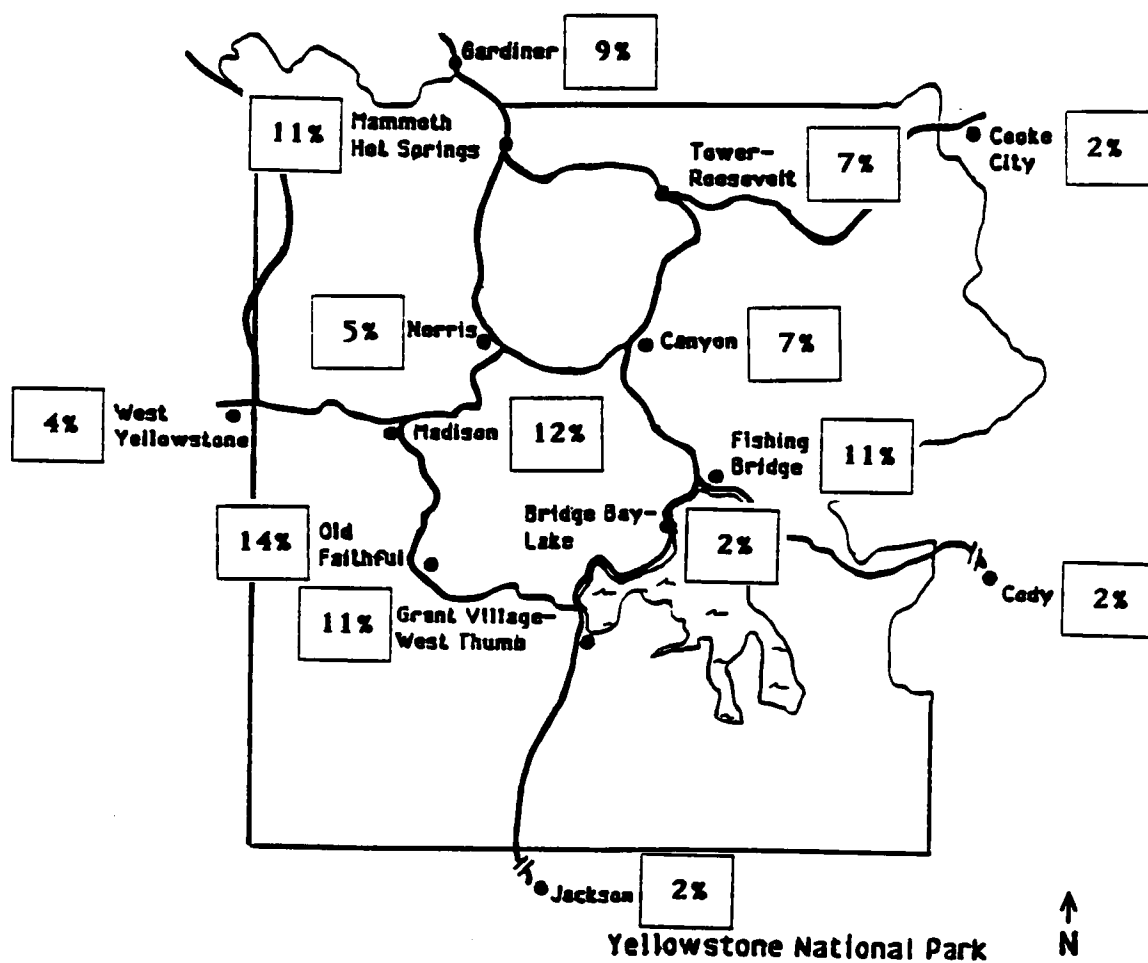 Gardiner
9%
11%
Mammoth
Hot Springs
Tower-
Roosevelt
7%
Cooke
City
2%
5%
Norris
Canyon
7%
4%
West
Yellowstone
Madison
12%
Fishing
Bridge
11%
14%
Old
Faithful
Bridge Bay-
Lake
2%
Cody
2%
11%
Grant Village-
West Thumb
Jackson
2%
Yellowstone National Park
N